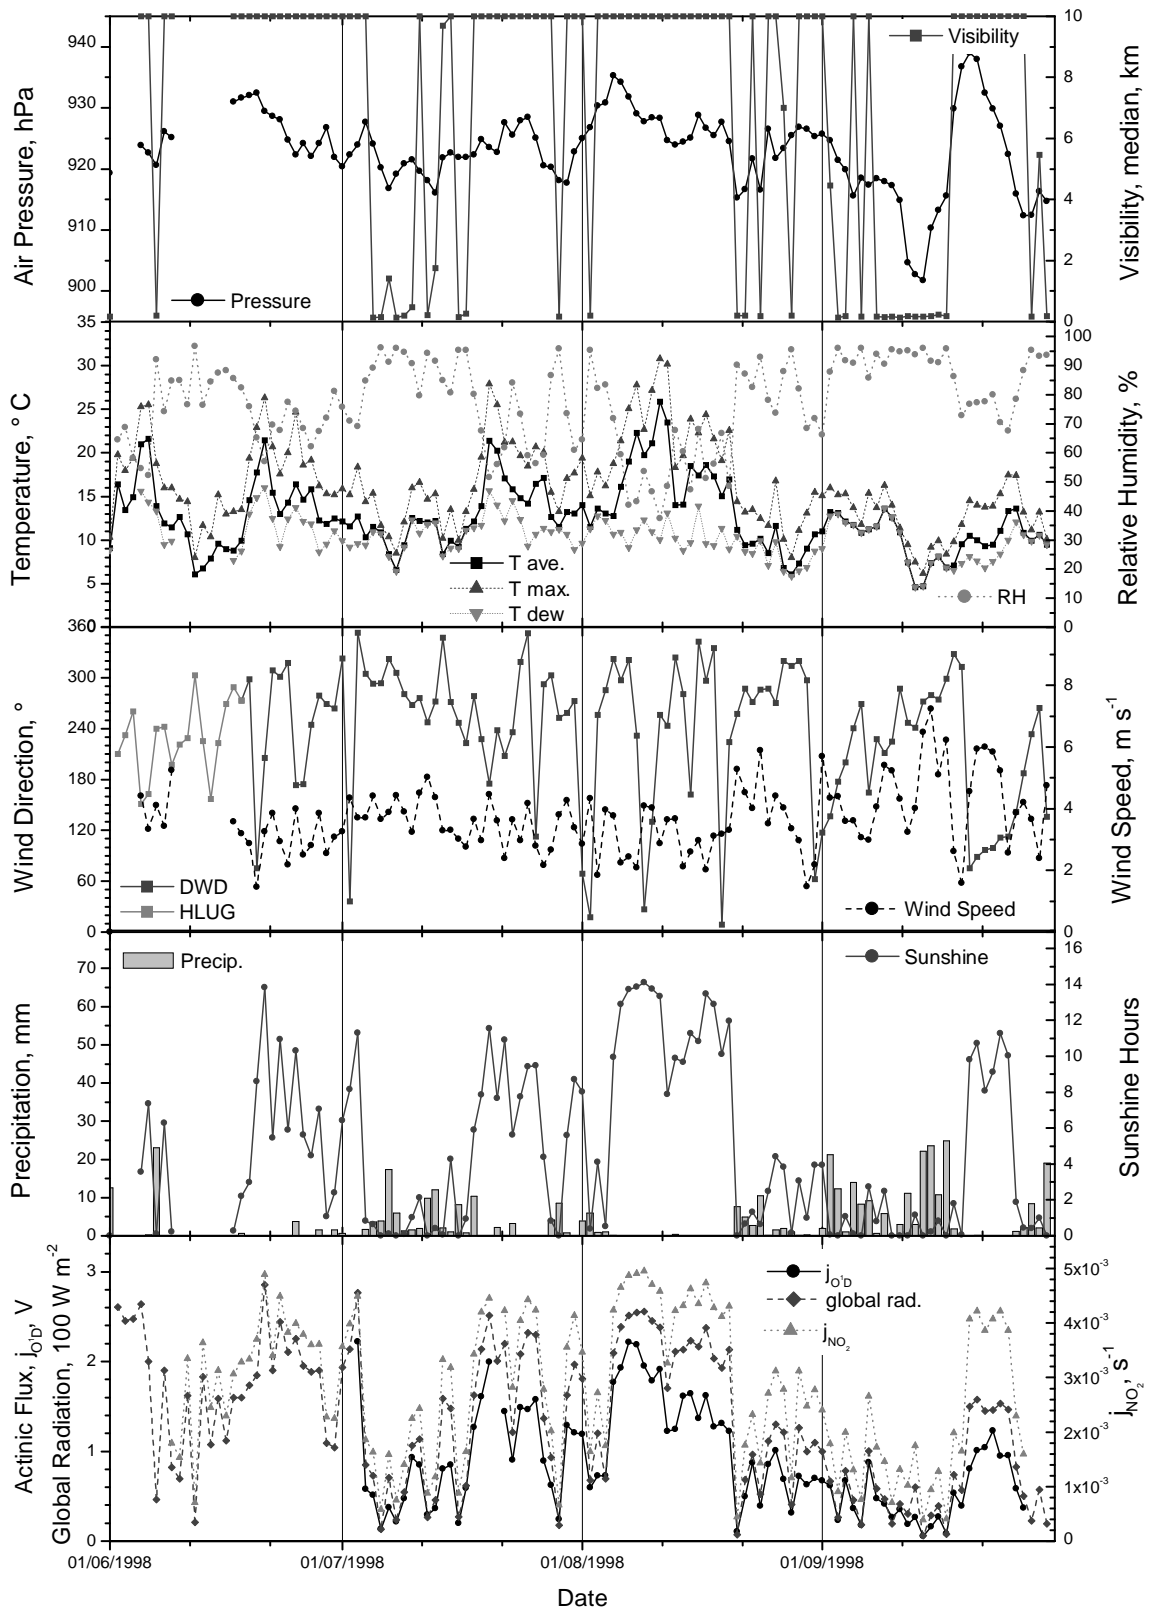 940
930
920
910
900
Air Pressure, hPa
Visibility
Pressure
10
8
6
4
2
0
Visibility, median, km
35
30
25
20
15
10
5
0
Temperature, ° C
T ave.
T max.
T dew
RH
100
90
80
70
60
50
40
30
20
10
0
Relative Humidity, %
360
300
240
180
120
60
0
Wind Direction, °
DWD
HLUG
Wind Speed
8
6
4
2
0
Wind Speed, m s-1
70
60
50
40
30
20
10
0
Precipitation, mm
Precip.
Sunshine
16
14
12
10
8
6
4
2
0
Sunshine Hours
3
2
1
0
Actinic Flux, jO1D, V
Global Radiation, 100 W m-2
jO1D
global rad.
jNO2
5x10-3
4x10-3
3x10-3
2x10-3
1x10-3
0
jNO2, s-1
01/06/1998
01/07/1998
01/08/1998
01/09/1998
Date